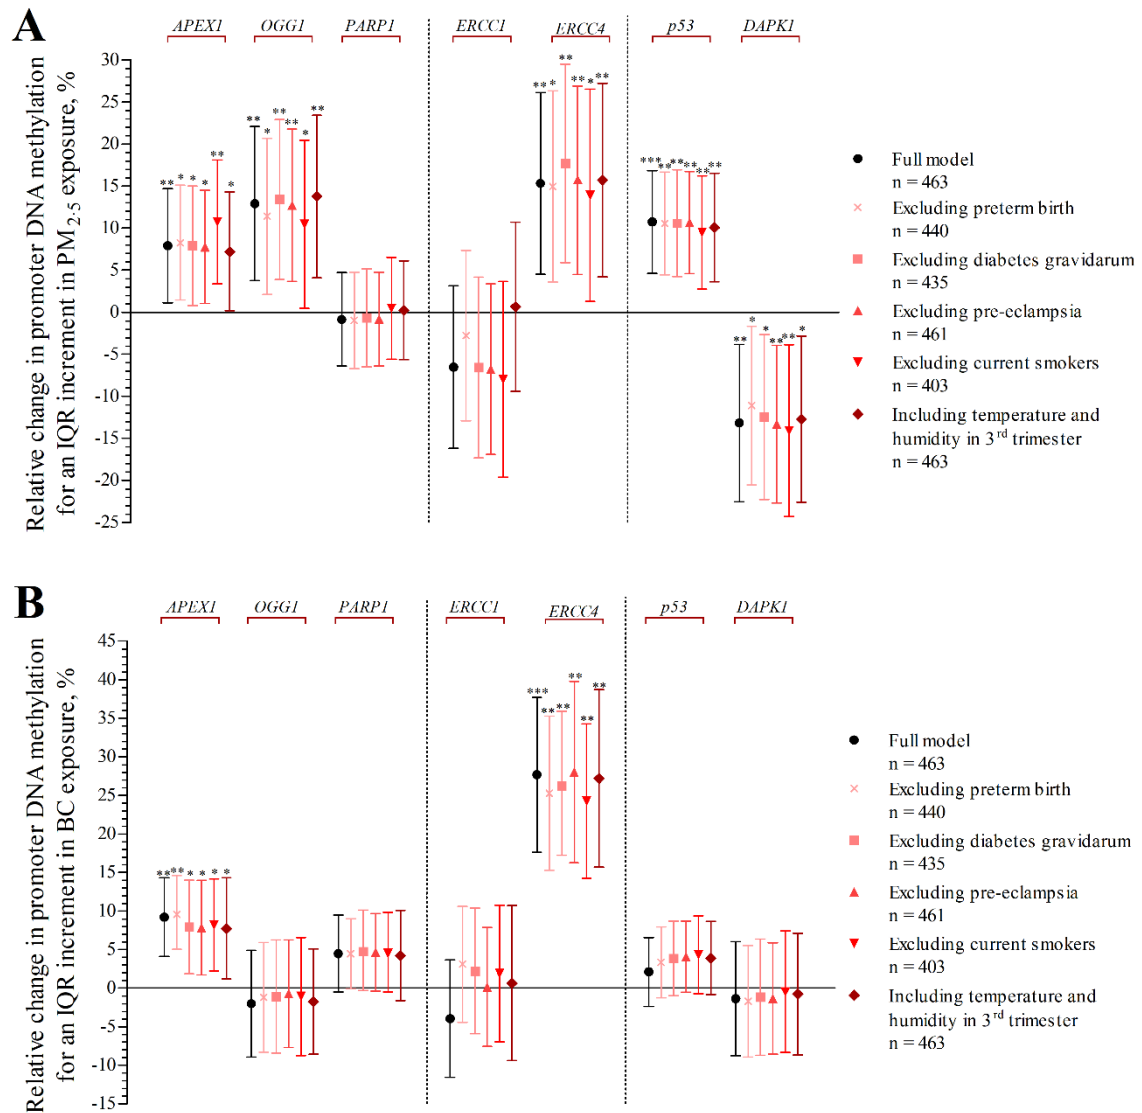 A
APEX1 OGG1 PARP1 ERCC1 ERCC4 p53 DAPK1
Relative change in promoter DNA methylation
for an IQR increment in PM2-5 exposure, %
30
25
20
15
10
5
0
-5
-10
-15
-20
-25
** * * * ** *
** * ** ** * **
** * ** ** * **
*** ** ** ** ** **
** * * ** ** *
Full model
n = 463
Excluding preterm birth
n = 440
Excluding diabetes gravidarum
n = 435
Excluding pre-eclampsia
n = 461
Excluding current smokers
n = 403
Including temperature and
humidity in 3rd trimester
n = 463
B
APEX1 OGG1 PARP1 ERCC1 ERCC4 p53 DAPK1
Relative change in promoter DNA methylation
for an IQR increment in BC exposure, %
45
40
35
30
25
20
15
10
5
0
-5
-10
-15
** ** * * * *
*** ** ** ** ** **
Full model
n = 463
Excluding preterm birth
n = 440
Excluding diabetes gravidarum
n = 435
Excluding pre-eclampsia
n = 461
Excluding current smokers
n = 403
Including temperature and
humidity in 3rd trimester
n = 463